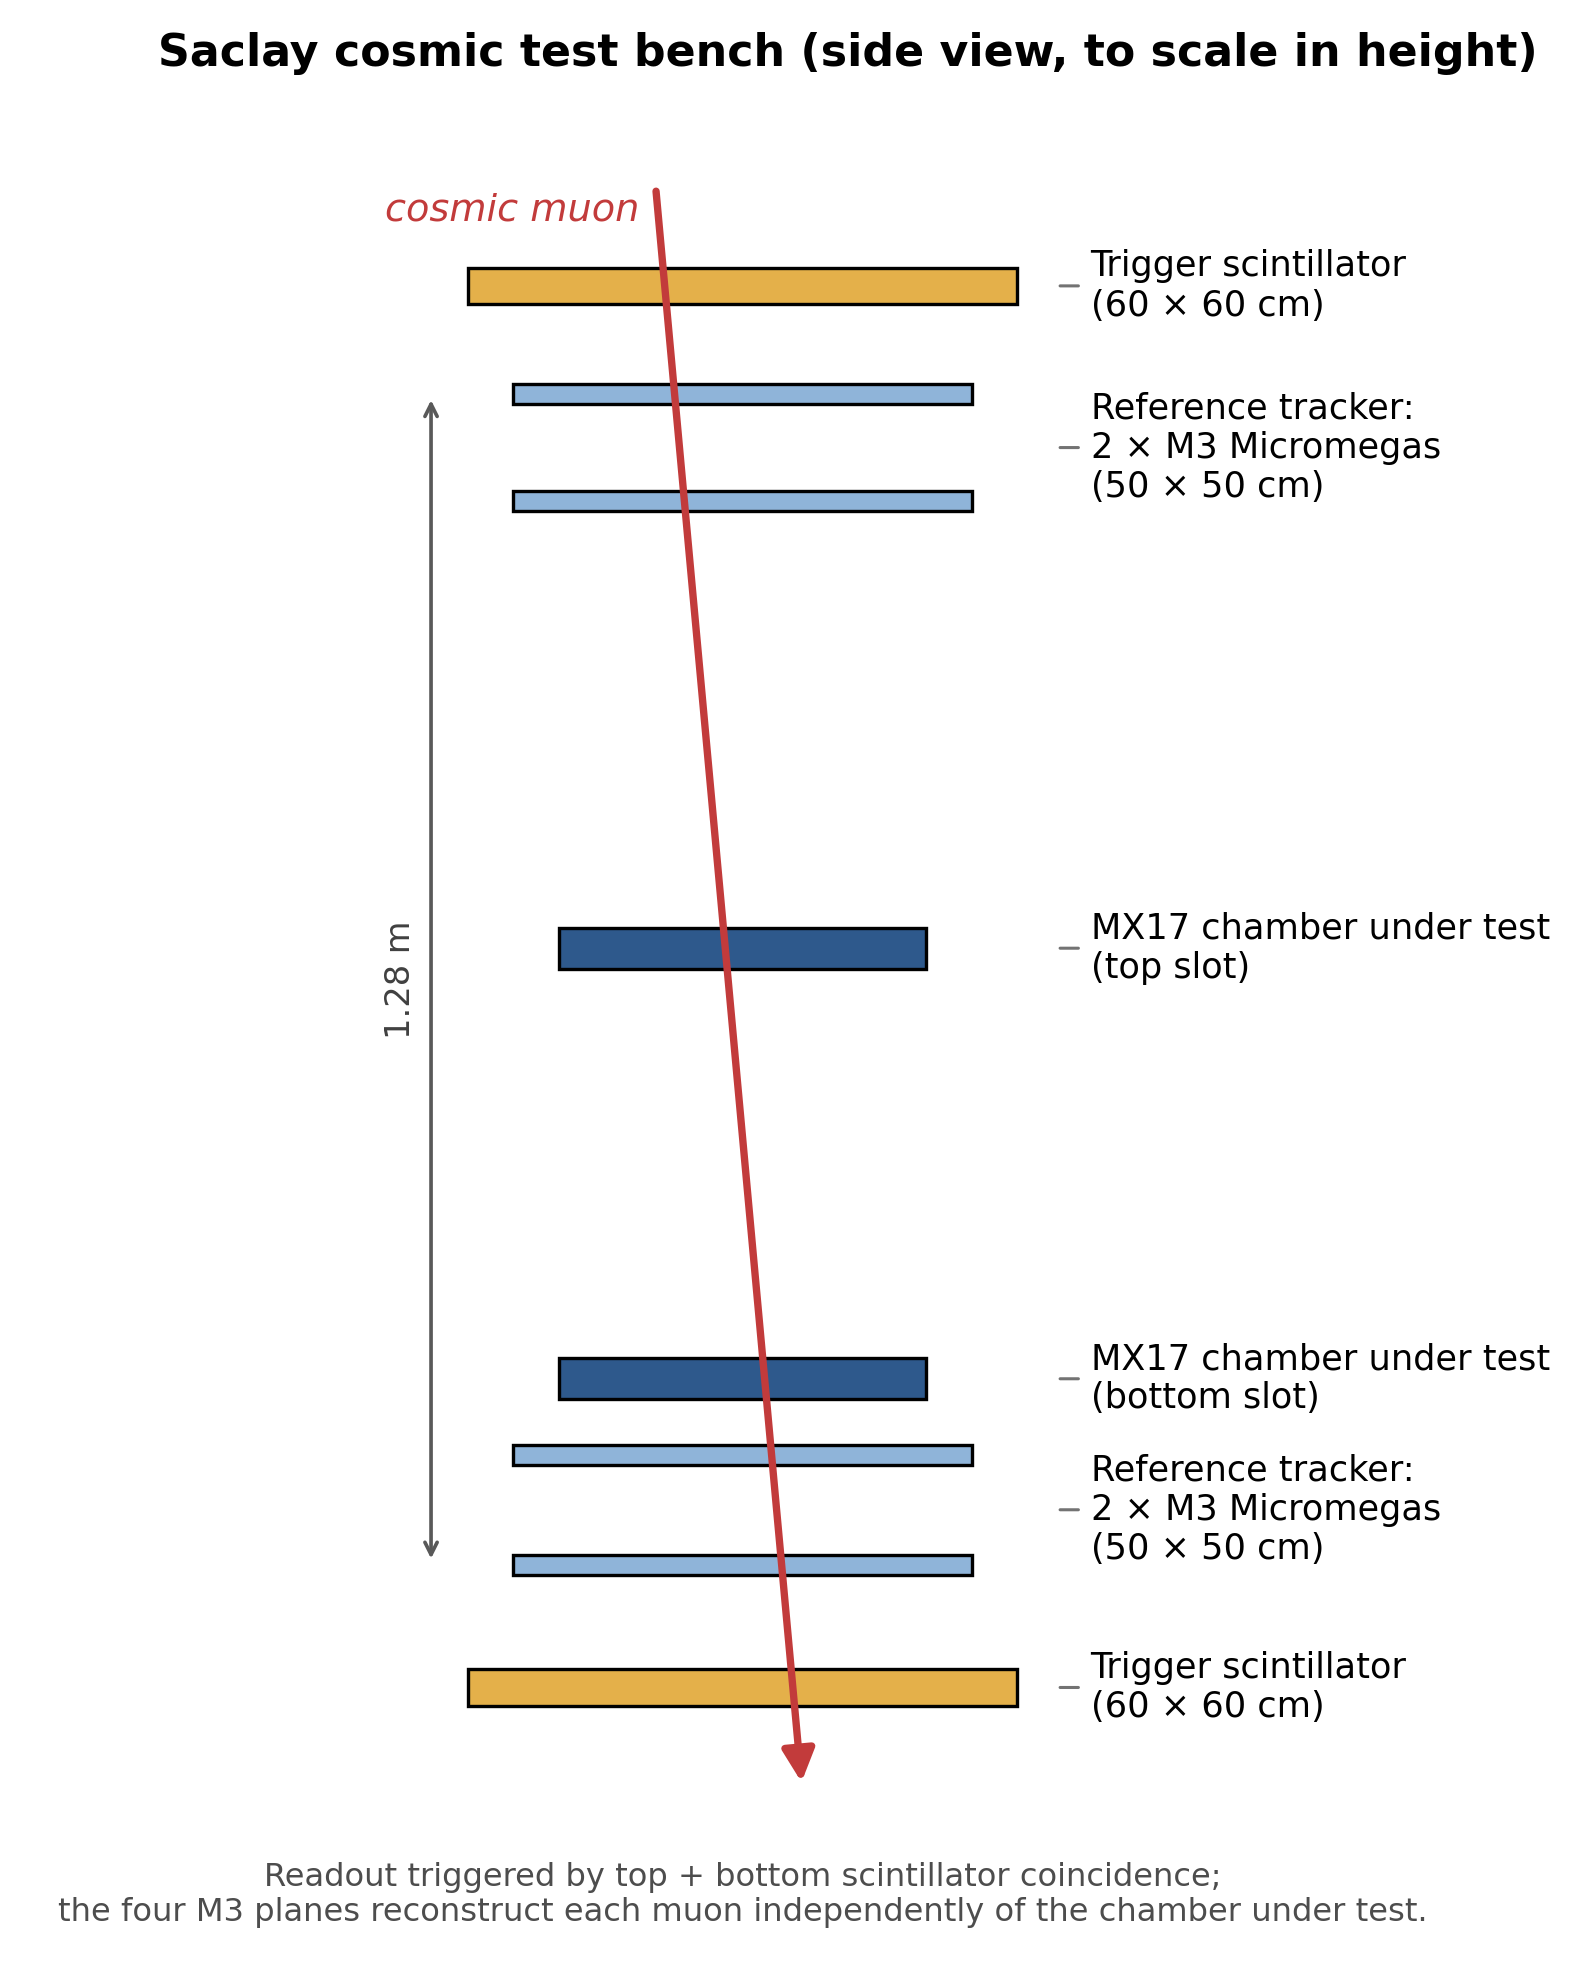 Saclay cosmic test bench (side view, to scale in height)
cosmic muon
Trigger scintillator
(60 × 60 cm)
Reference tracker:
2 × M3 Micromegas
(50 × 50 cm)
MX17 chamber under test
(top slot)
1.28 m
MX17 chamber under test
(bottom slot)
Reference tracker:
2 × M3 Micromegas
(50 × 50 cm)
Trigger scintillator
(60 × 60 cm)
Readout triggered by top + bottom scintillator coincidence;
the four M3 planes reconstruct each muon independently of the chamber under test.